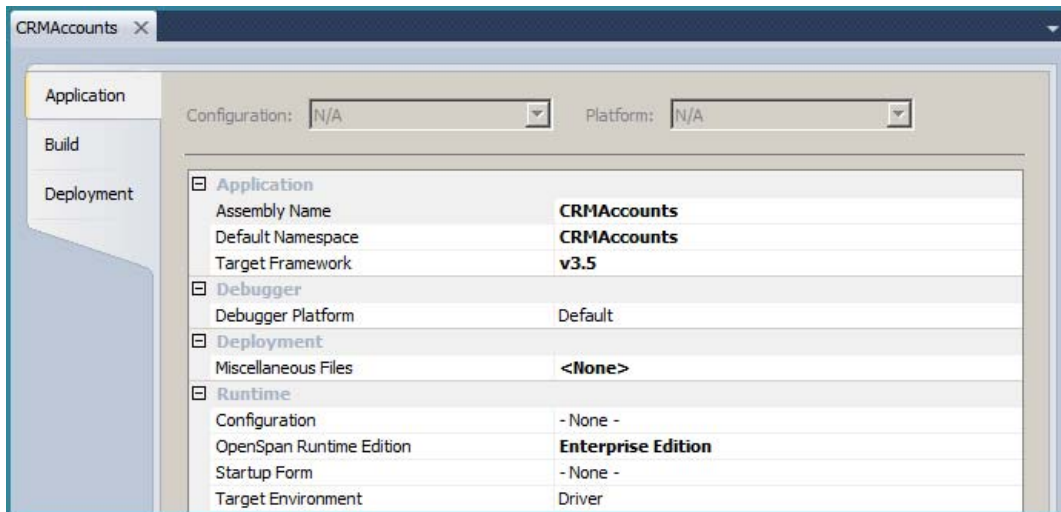 CRMAccounts
Application
Build
Deployment
Configuration: N/A Platform: N/A
Application
Assembly Name CRMAccounts
Default Namespace CRMAccounts
Target Framework v3.5
Debugger
Debugger Platform Default
Deployment
Miscellaneous Files <None>
Runtime
Configuration - None -
OpenSpan Runtime Edition Enterprise Edition
Startup Form - None -
Target Environment Driver